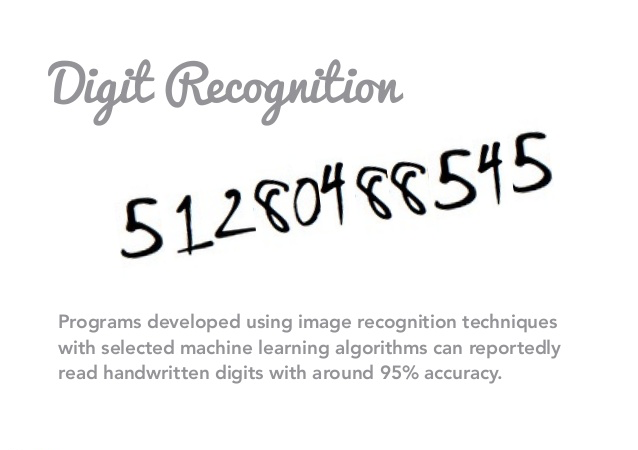 Digit Recognition
51280488545
Programs developed using image recognition techniques
with selected machine learning algorithms can reportedly
read handwritten digits with around 95% accuracy.